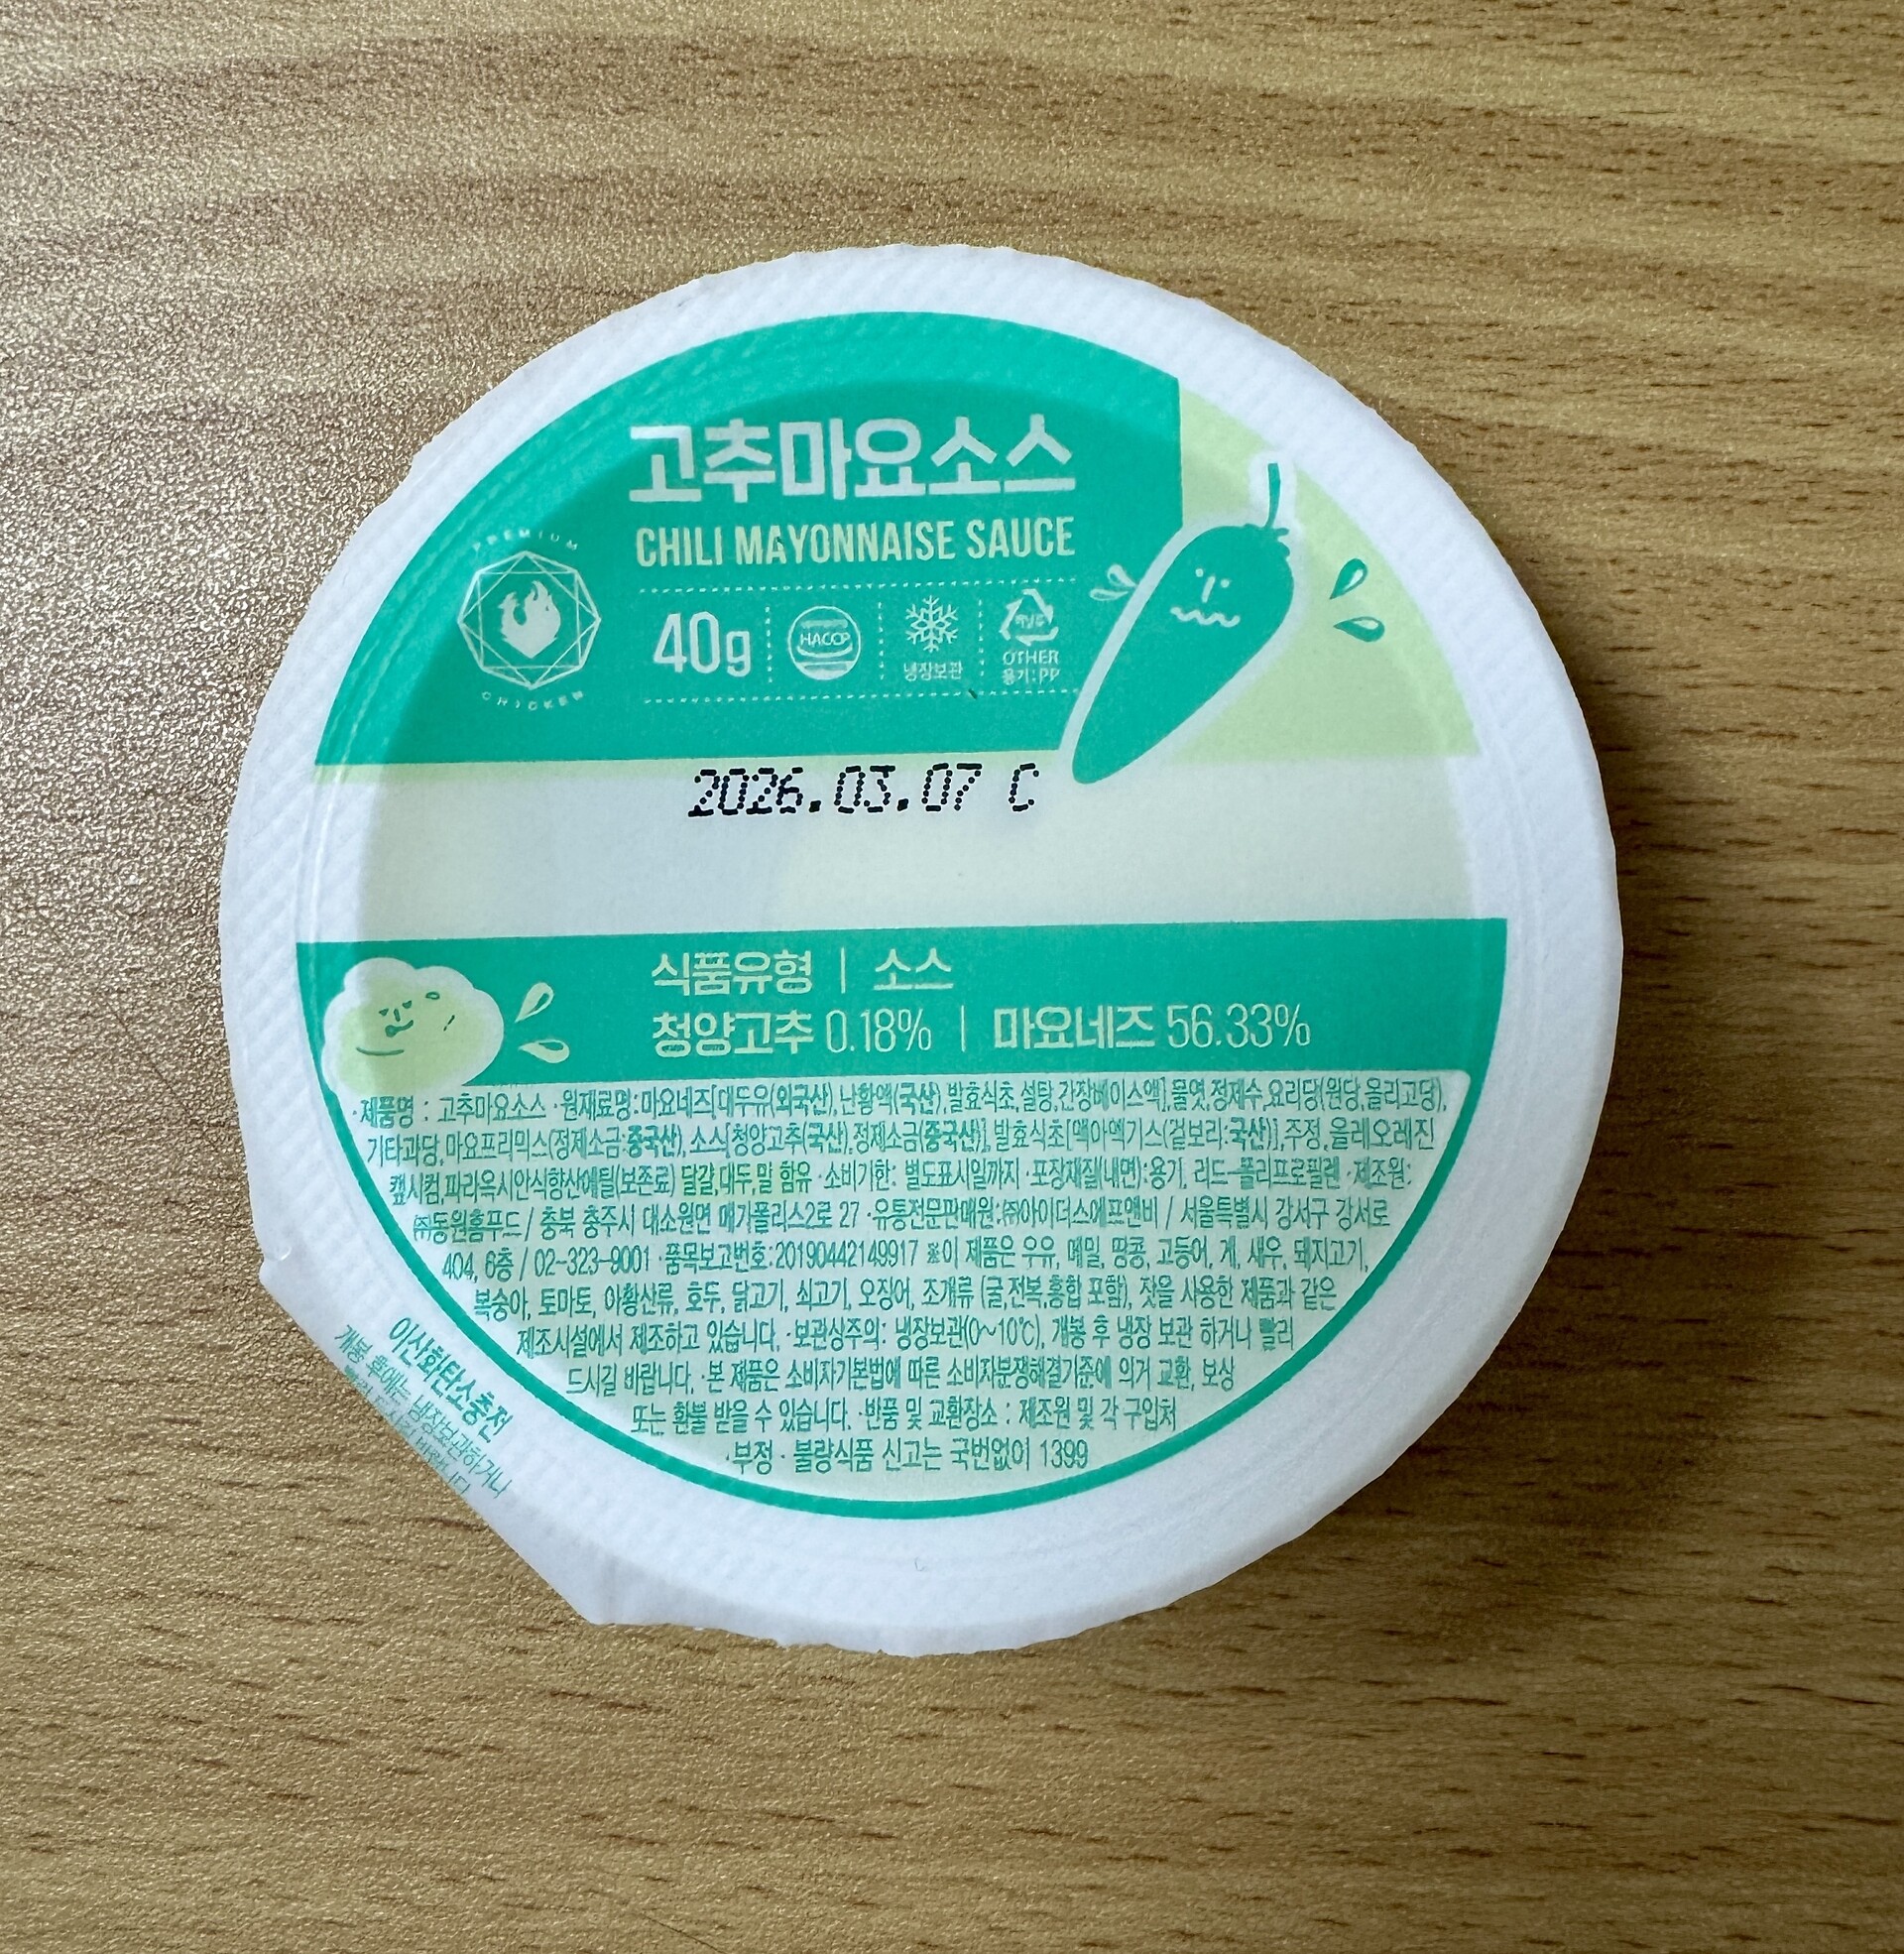 고추마요소스
CHILI MAYONNAISE SAUCE
PREMIUM
CHICKEN
40g
HACCP
냉장보관
OTHER
용기:PP
2026.03.07 C
식품유형 | 소스
청양고추 0.18% | 마요네즈 56.33%
·제품명 : 고추마요소스 ·원재료명:마요네즈[대두유(외국산),난황액(국산),발효식초,설탕,간장베이스액],물엿,정제수,요리당(원당,올리고당),
기타과당,마요프리믹스(정제소금:중국산), 소스[청양고추(국산),정제소금(중국산)],발효식초[맥아엑기스(겉보리:국산)],주정,올레오레진
캡시컴,파라옥시안식향산에틸(보존료) 달걀,대두,밀 함유 ·소비기한: 별도표시일까지 ·포장재질(내면):용기, 리드-폴리프로필렌 ·제조원:
㈜동원홈푸드 / 충북 충주시 대소원면 메가폴리스2로 27 ·유통전문판매원:㈜아이더스에프앤비 / 서울특별시 강서구 강서로
404, 6층 / 02-323-9001 ·품목보고번호:20190442149917 ※이 제품은 우유, 메밀, 땅콩, 고등어, 게, 새우, 돼지고기,
복숭아, 토마토, 아황산류, 호두, 닭고기, 쇠고기, 오징어, 조개류 (굴,전복,홍합 포함), 잣을 사용한 제품과 같은
제조시설에서 제조하고 있습니다. ·보관상주의: 냉장보관(0~10℃), 개봉 후 냉장 보관 하거나 빨리
드시길 바랍니다. ·본 제품은 소비자기본법에 따른 소비자분쟁해결기준에 의거 교환, 보상
또는 환불 받을 수 있습니다. ·반품 및 교환장소 : 제조원 및 각 구입처
·부정 · 불량식품 신고는 국번없이 1399
이산화탄소충전
개봉 후에는 냉장보관하거나